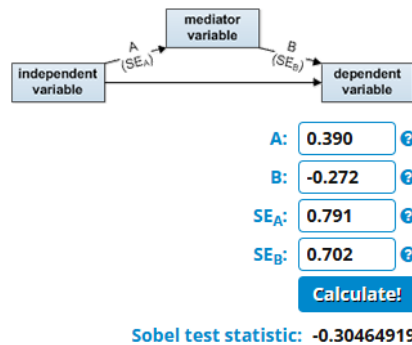 mediator
variable
A
(SEA)
B
(SEB)
independent
variable
dependent
variable
A: 0.390 ?
B: -0.272 ?
SEA: 0.791 ?
SEB: 0.702 ?
Calculate!
Sobel test statistic: -0.30464919